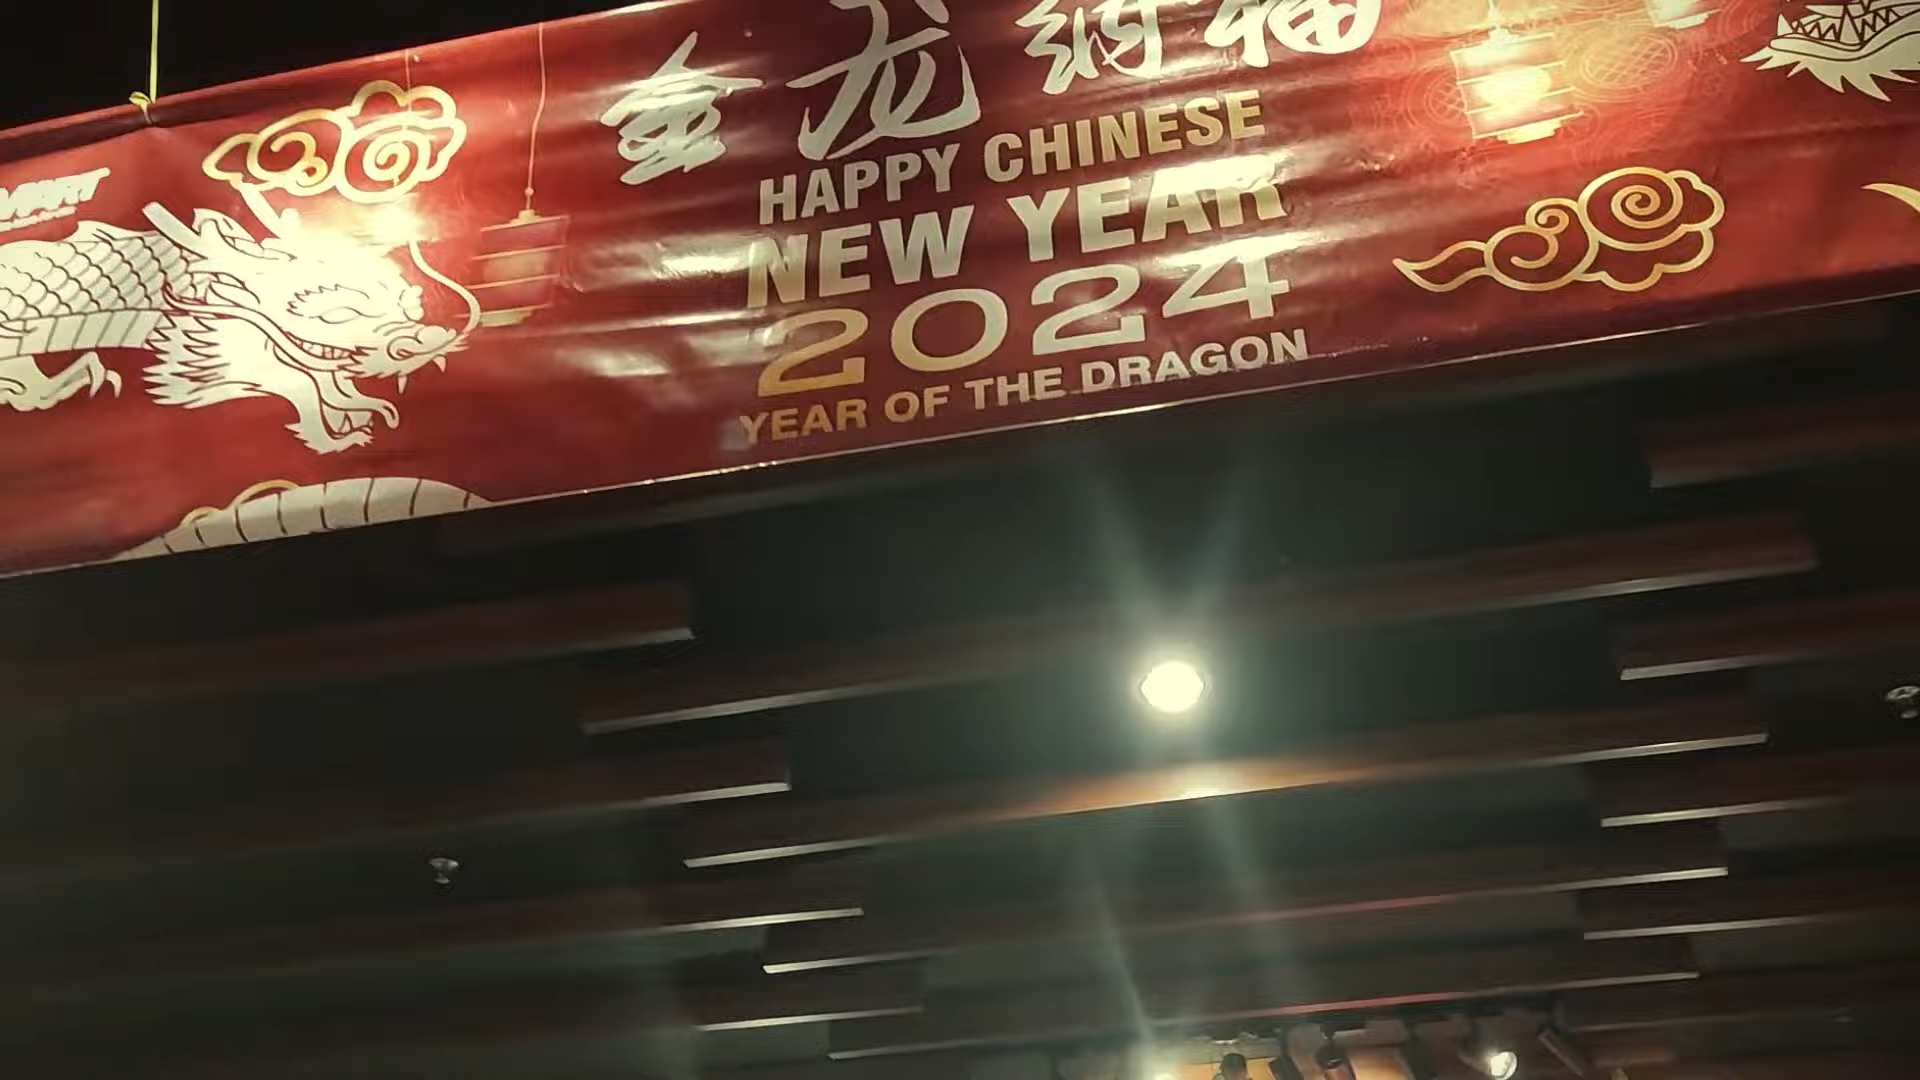 金龙纳福
HAPPY CHINESE
NEW YEAR
2024
YEAR OF THE DRAGON